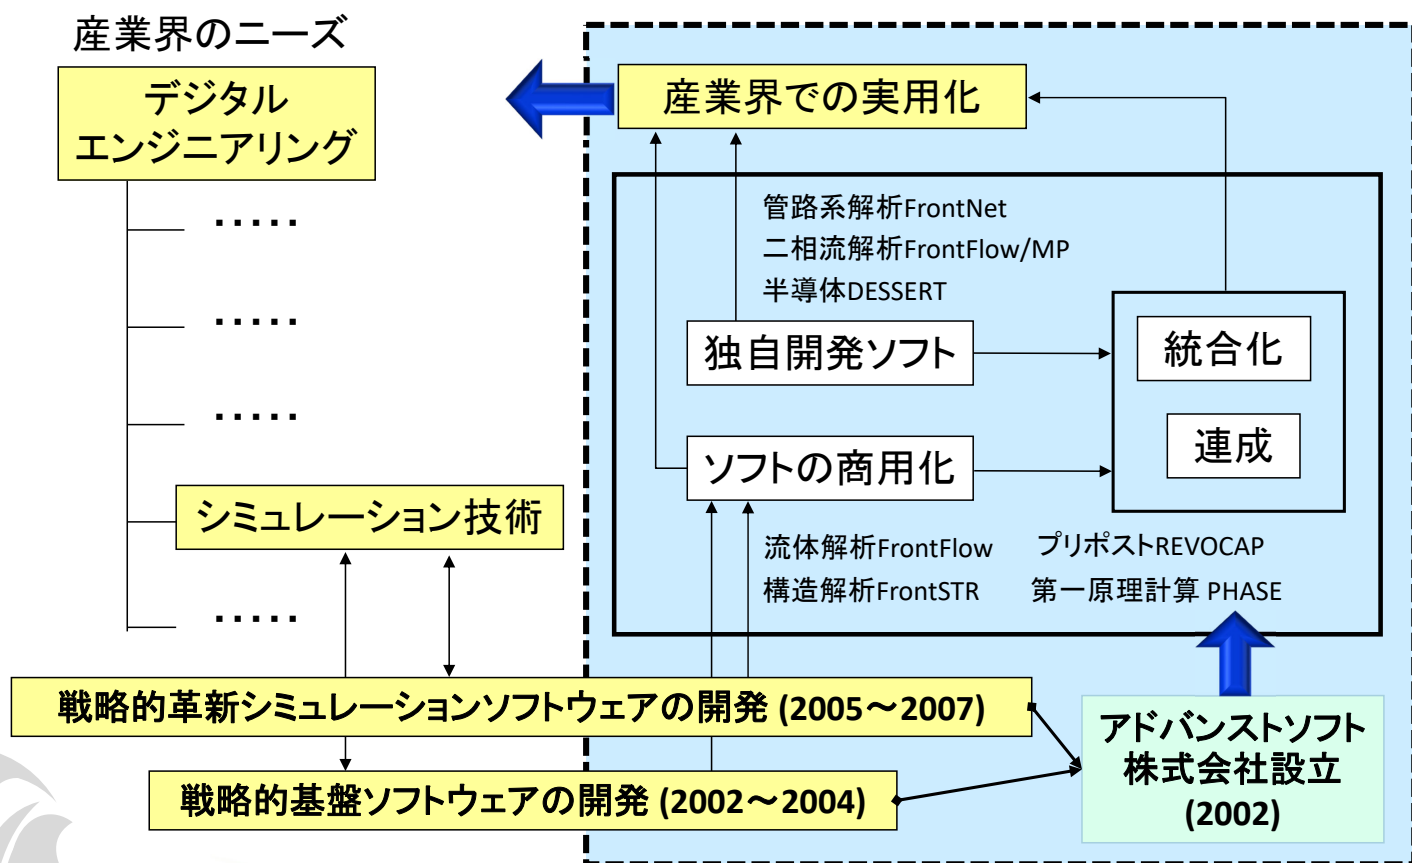 産業界のニーズ
デジタル
エンジニアリング
.....
.....
.....
シミュレーション技術
.....
産業界での実用化
管路系解析FrontNet
二相流解析FrontFlow/MP
半導体DESSERT
独自開発ソフト
統合化
連成
ソフトの商用化
流体解析FrontFlow プリポストREVOCAP
構造解析FrontSTR 第一原理計算 PHASE
戦略的革新シミュレーションソフトウェアの開発 (2005～2007)
戦略的基盤ソフトウェアの開発 (2002～2004)
アドバンストソフト
株式会社設立
(2002)